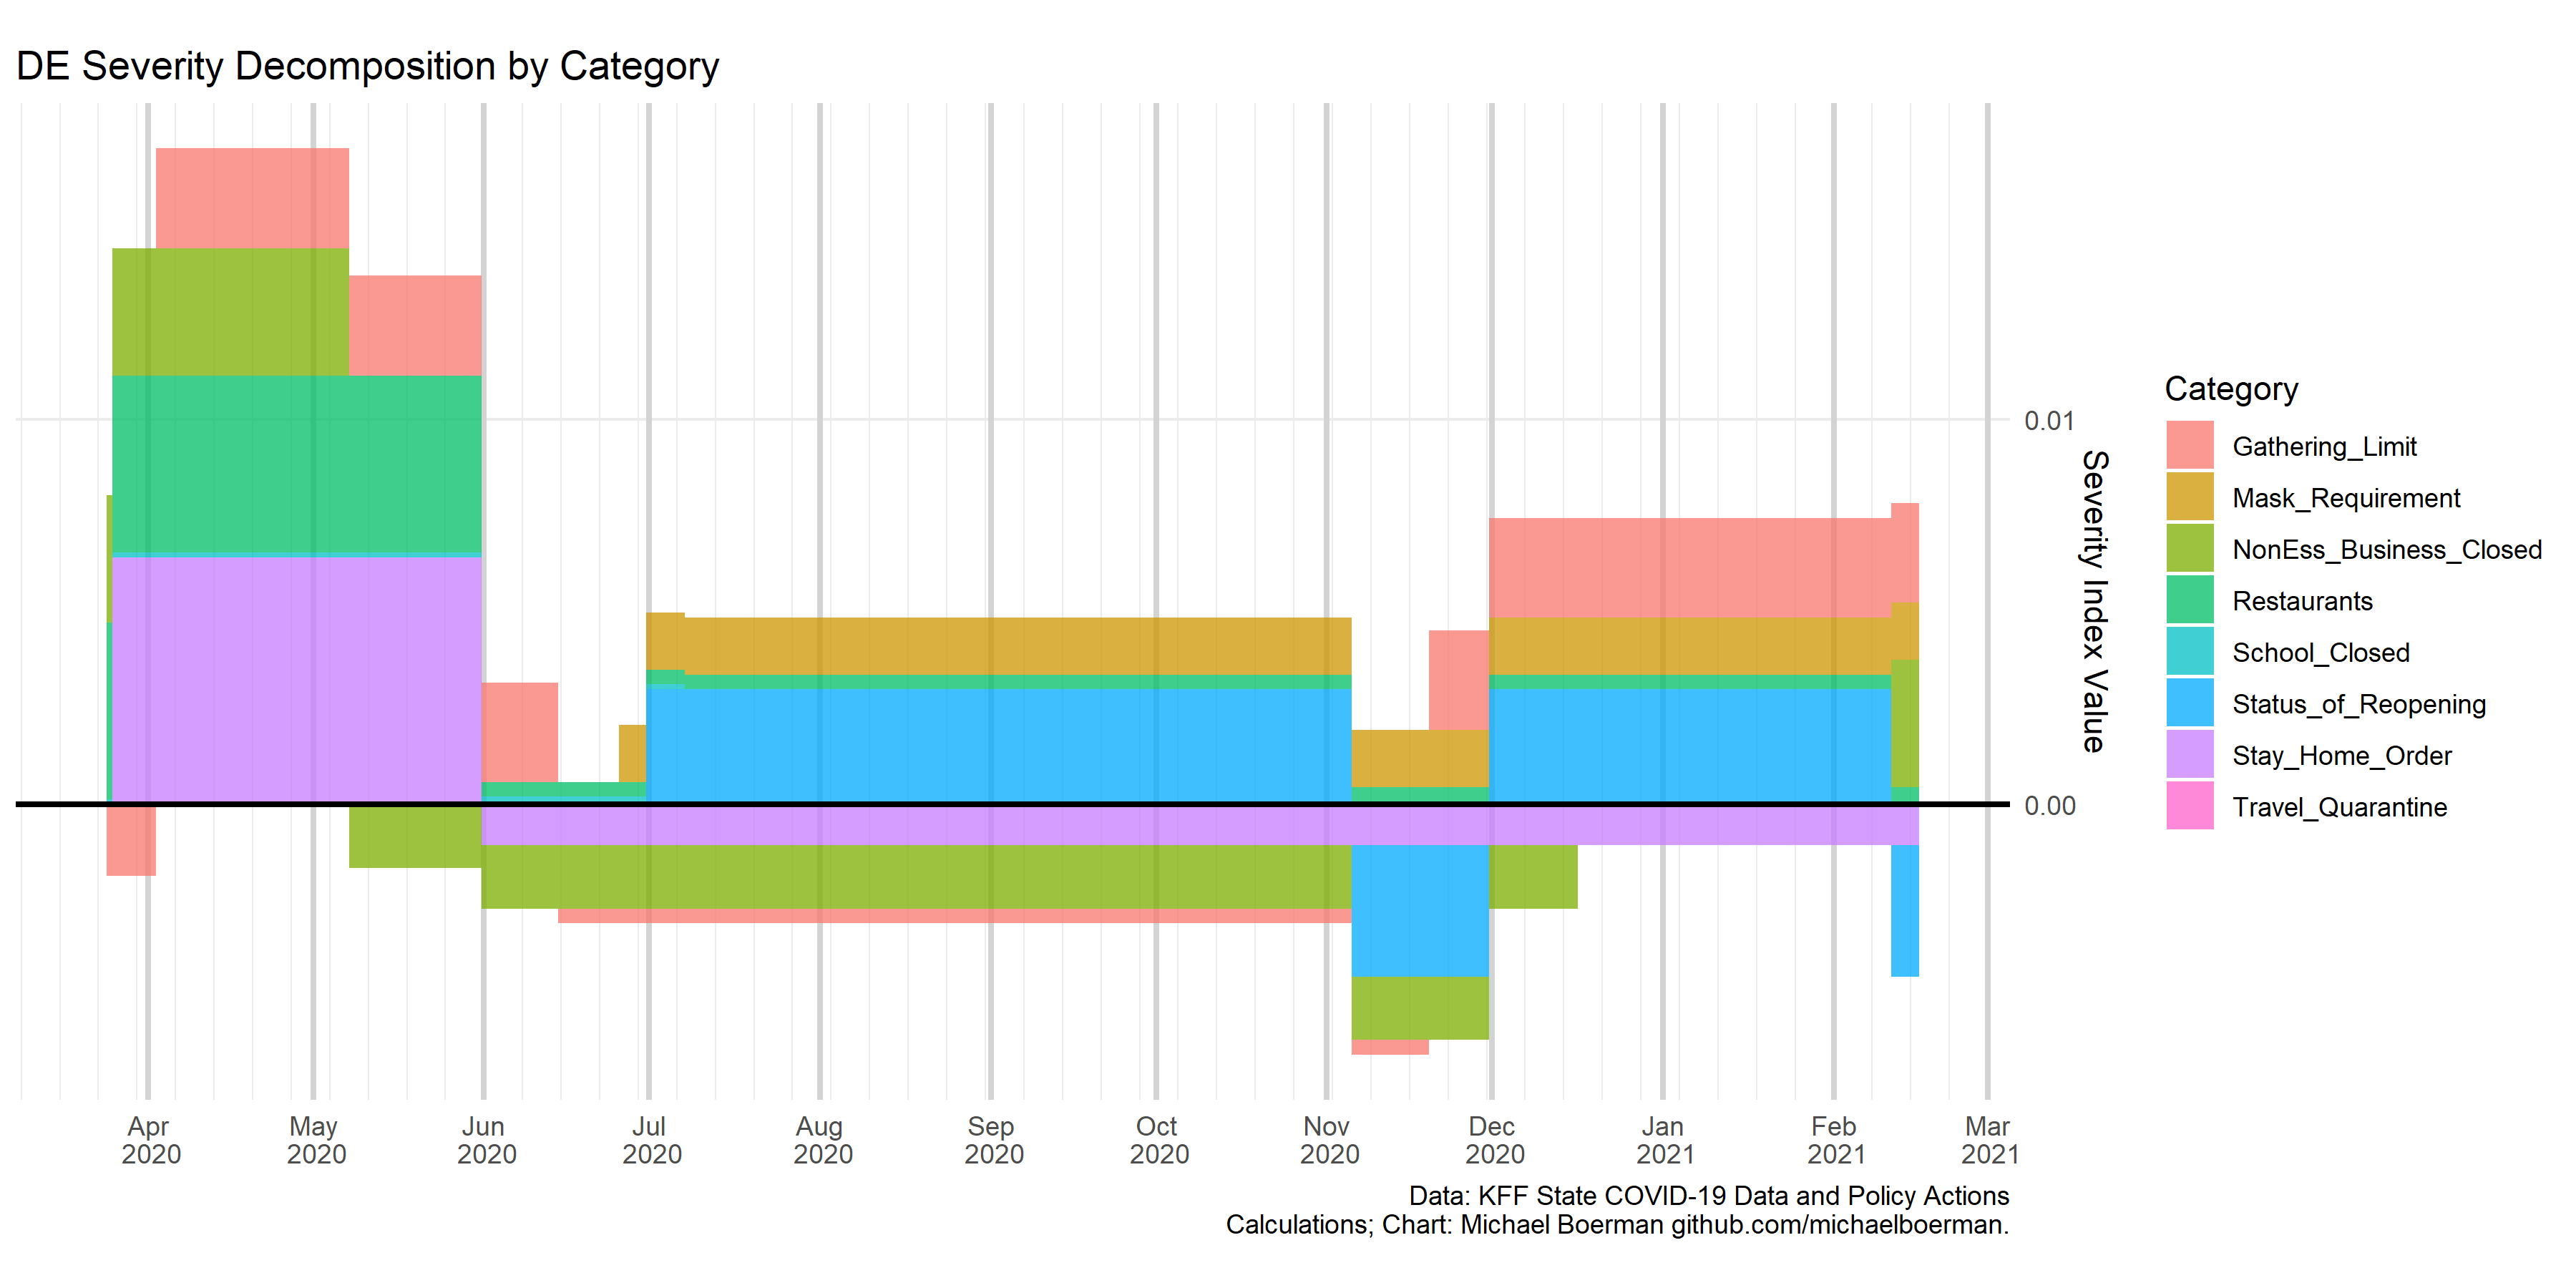 DE Severity Decomposition by Category
0.01
0.00
Severity Index Value
Category
Gathering_Limit
Mask_Requirement
NonEss_Business_Closed
Restaurants
School_Closed
Status_of_Reopening
Stay_Home_Order
Travel_Quarantine
Apr May Jun Jul Aug Sep Oct Nov Dec Jan Feb Mar
2020 2020 2020 2020 2020 2020 2020 2020 2020 2021 2021 2021
Data: KFF State COVID-19 Data and Policy Actions
Calculations; Chart: Michael Boerman github.com/michaelboerman.